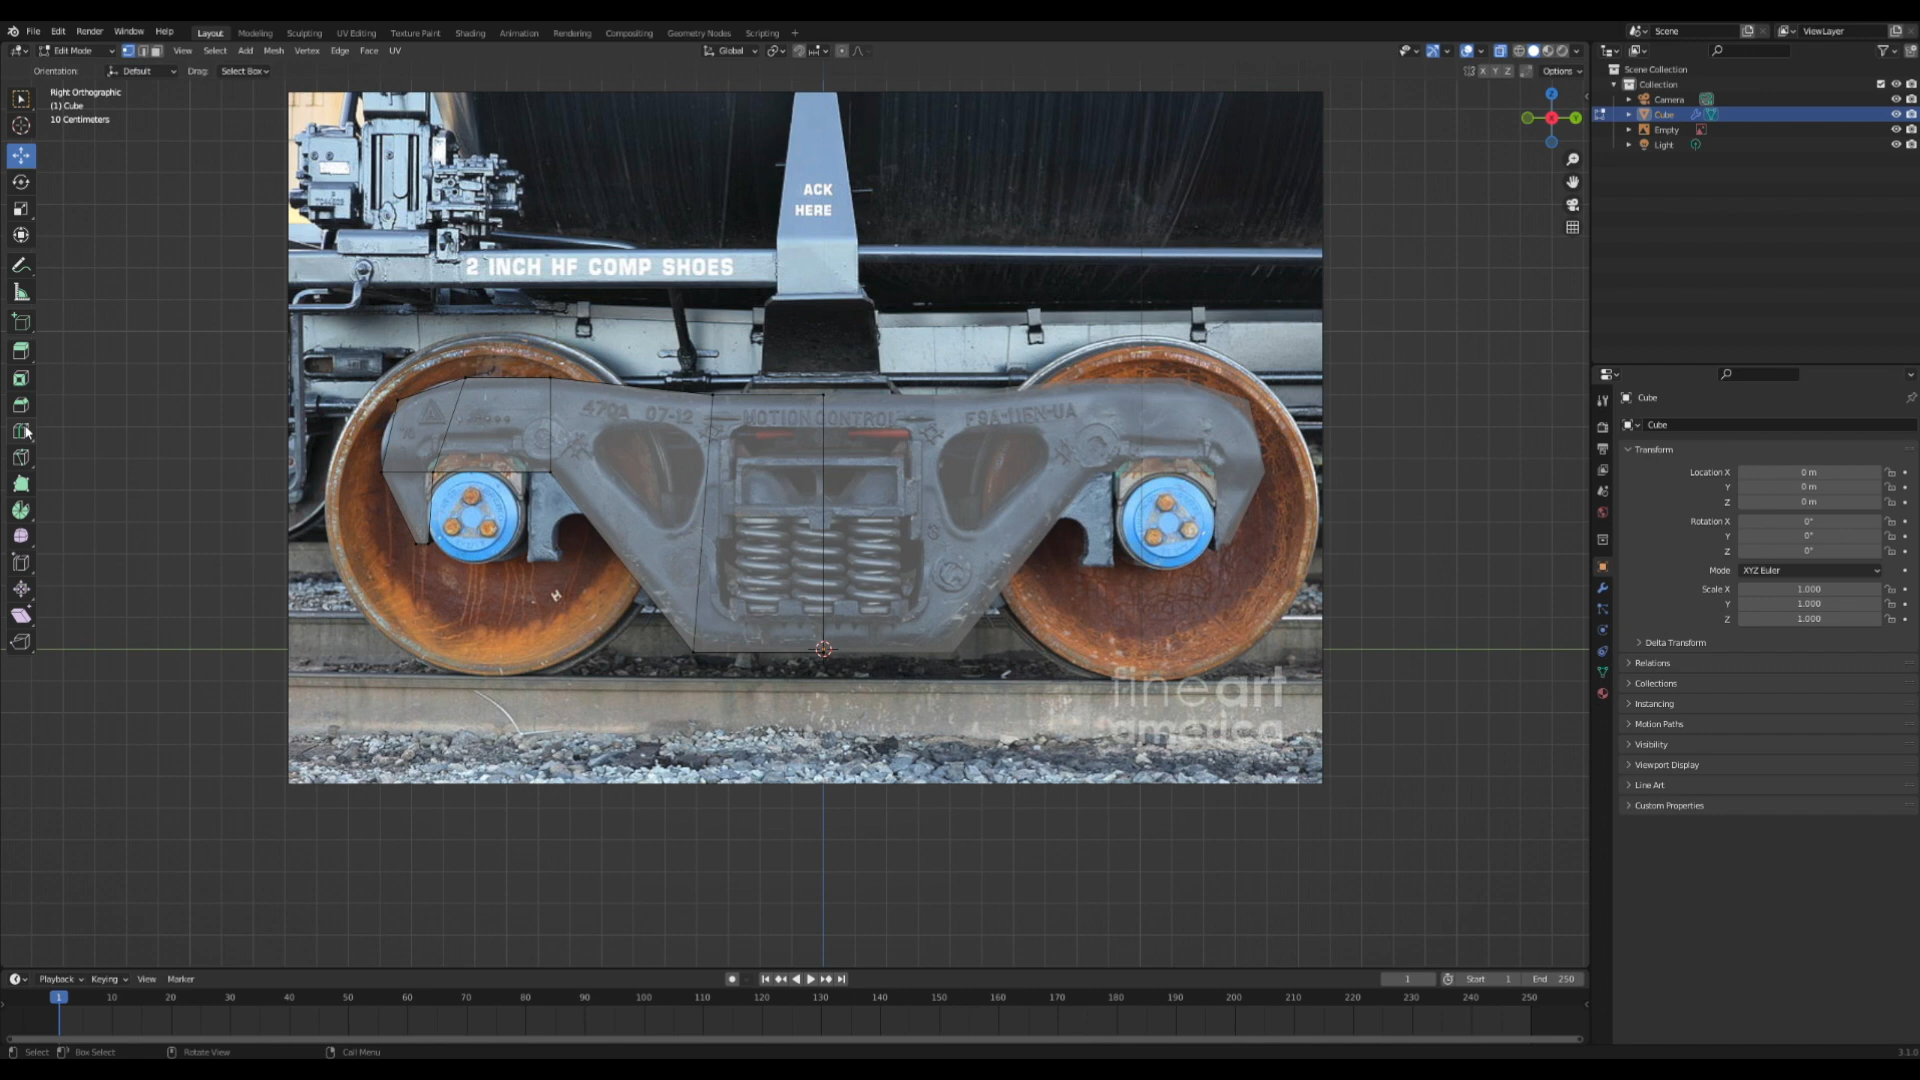 File Edit Render Window Help Layout Modeling Sculpting UV Editing Texture Paint Shading Animation Compositing Geometry Nodes Rendering Scripting + Scene ViewLayer
Edit Mode View Select Add Mesh Vertex Edge Face UV Global
Orientation: Default Drag: Select Box X Y Z Options
Right Orthographic
(1) Cube
10 Centimeters
Scene Collection
Collection
Camera
Cube
Empty
Light
Z
X
Y
ACK
HERE
2 INCH HF COMP SHOES
470A 07-12 MOTION CONTROL F9A-11EN-UA
H
fineart
america
Cube
Cube
Transform
Location X 0 m
Y 0 m
Z 0 m
Rotation X 0°
Y 0°
Z 0°
Mode XYZ Euler
Scale X 1.000
Y 1.000
Z 1.000
Delta Transform
Relations
Collections
Instancing
Motion Paths
Visibility
Viewport Display
Line Art
Custom Properties
Playback Keying View Marker 1 Start 1 End 250
1 10 20 30 40 50 60 70 80 90 100 110 120 130 140 150 160 170 180 190 200 210 220 230 240 250
Select Box Select Rotate View Call Menu 3.1.0